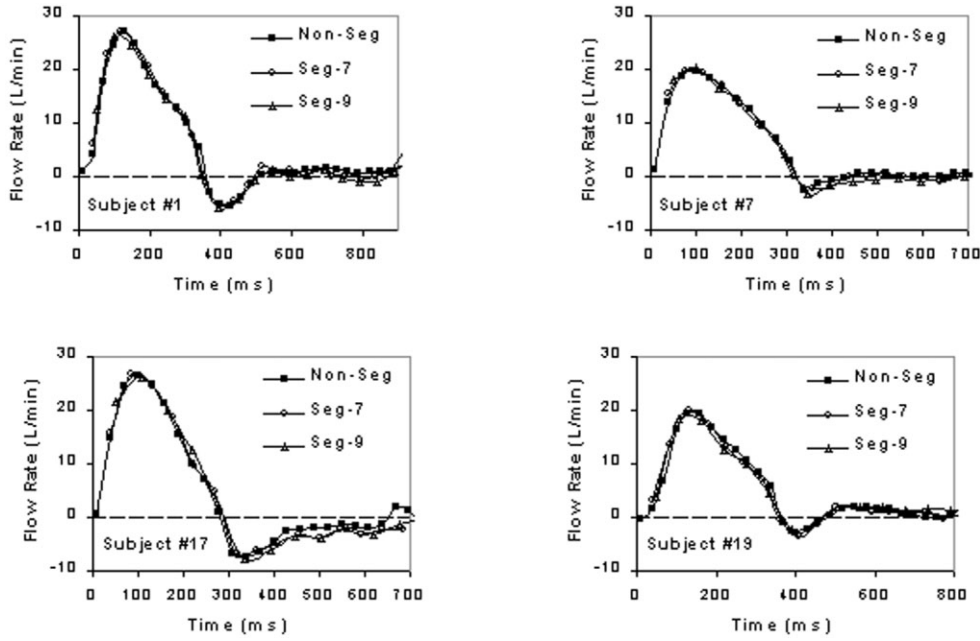 30
20
10
0
-10
Flow Rate (L/min)
Non-Seg
Seg-7
Seg-9
Subject #1
0 200 400 600 800
Time (ms)
30
20
10
0
-10
Flow Rate (L/min)
Non-Seg
Seg-7
Seg-9
Subject #7
0 100 200 300 400 500 600 700
Time (ms)
30
20
10
0
-10
Flow Rate (L/min)
Non-Seg
Seg-7
Seg-9
Subject #17
0 100 200 300 400 500 600 700
Time (ms)
30
20
10
0
-10
Flow Rate (L/min)
Non-Seg
Seg-7
Seg-9
Subject #19
0 200 400 600 800
Time (ms)